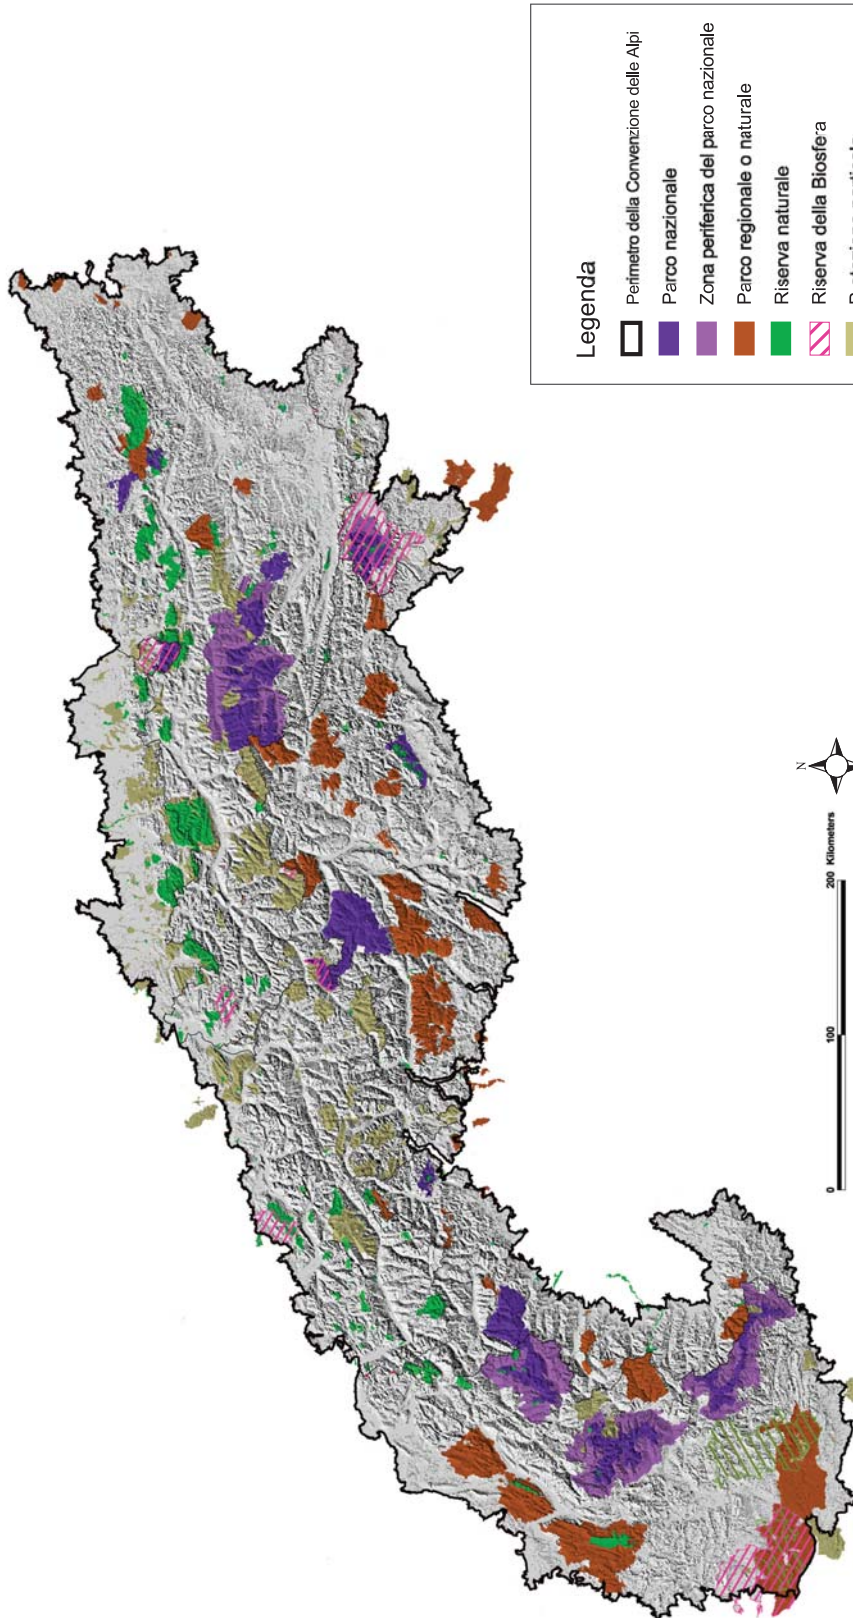 Legenda
Perimetro della Convenzione delle Alpi
Parco nazionale
Zona periferica del parco nazionale
Parco regionale o naturale
Riserva naturale
Riserva della Biosfera
N
0 100 200 Kilometers